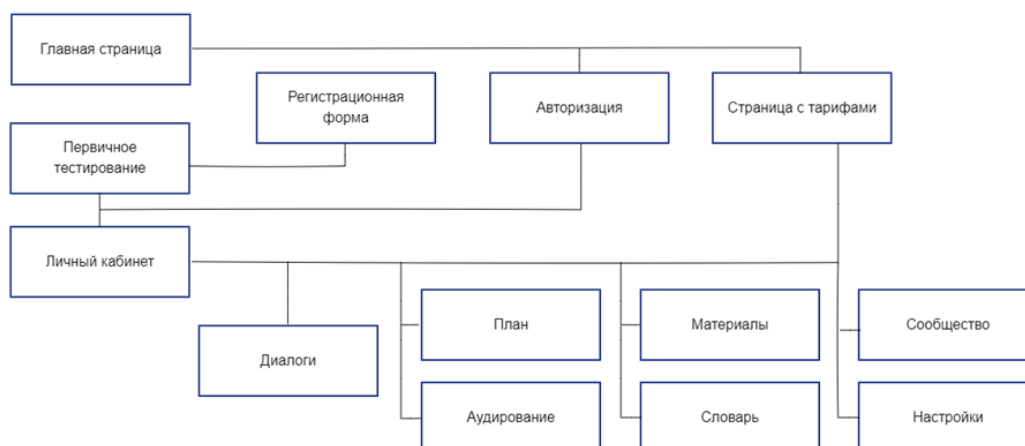 Главная страница
Регистрационная
форма
Авторизация
Страница с тарифами
Первичное
тестирование
Личный кабинет
План
Материалы
Сообщество
Диалоги
Аудирование
Словарь
Настройки